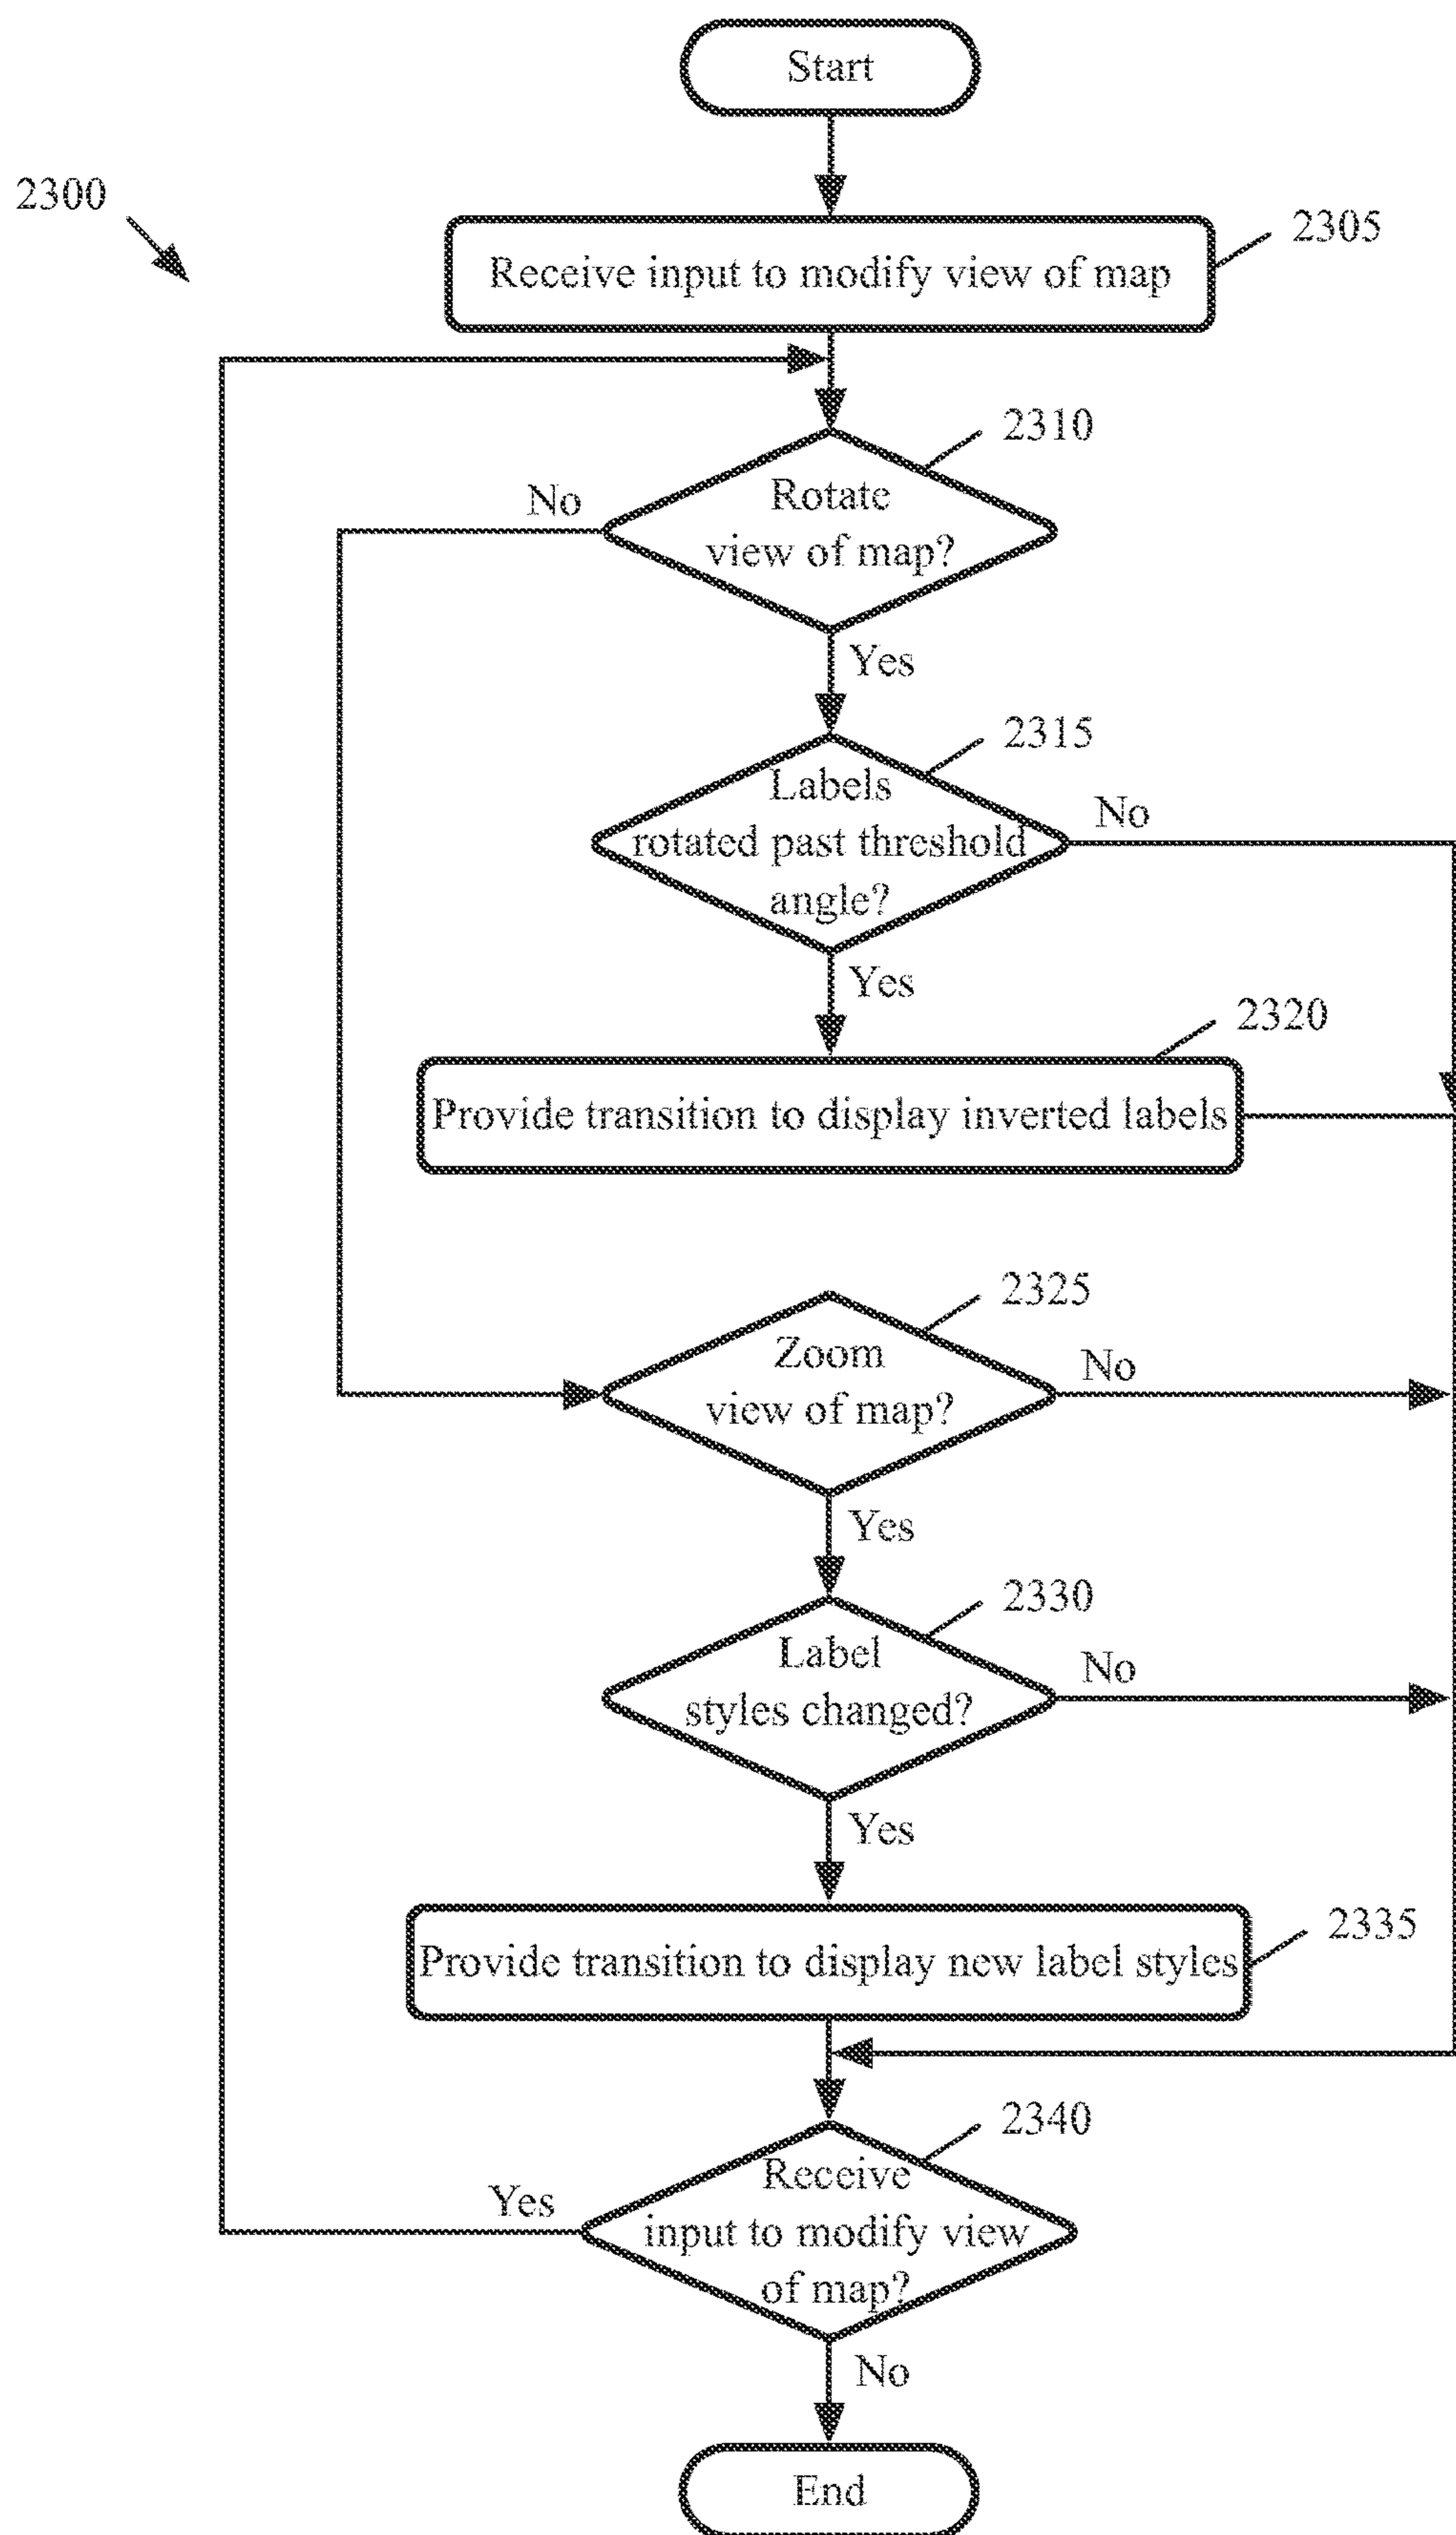 Start
2300
2305
Receive input to modify view of map
2310
No
Rotate
view of map?
Yes
2315
Labels
No
rotated past threshold
angle?
Yes
2320
Provide transition to display inverted labels
2325
Zoom
No
view of map?
Yes
2330
Label
No
styles changed?
Yes
2335
Provide transition to display new label styles
2340
Receive
Yes
input to modify view
of map?
No
End